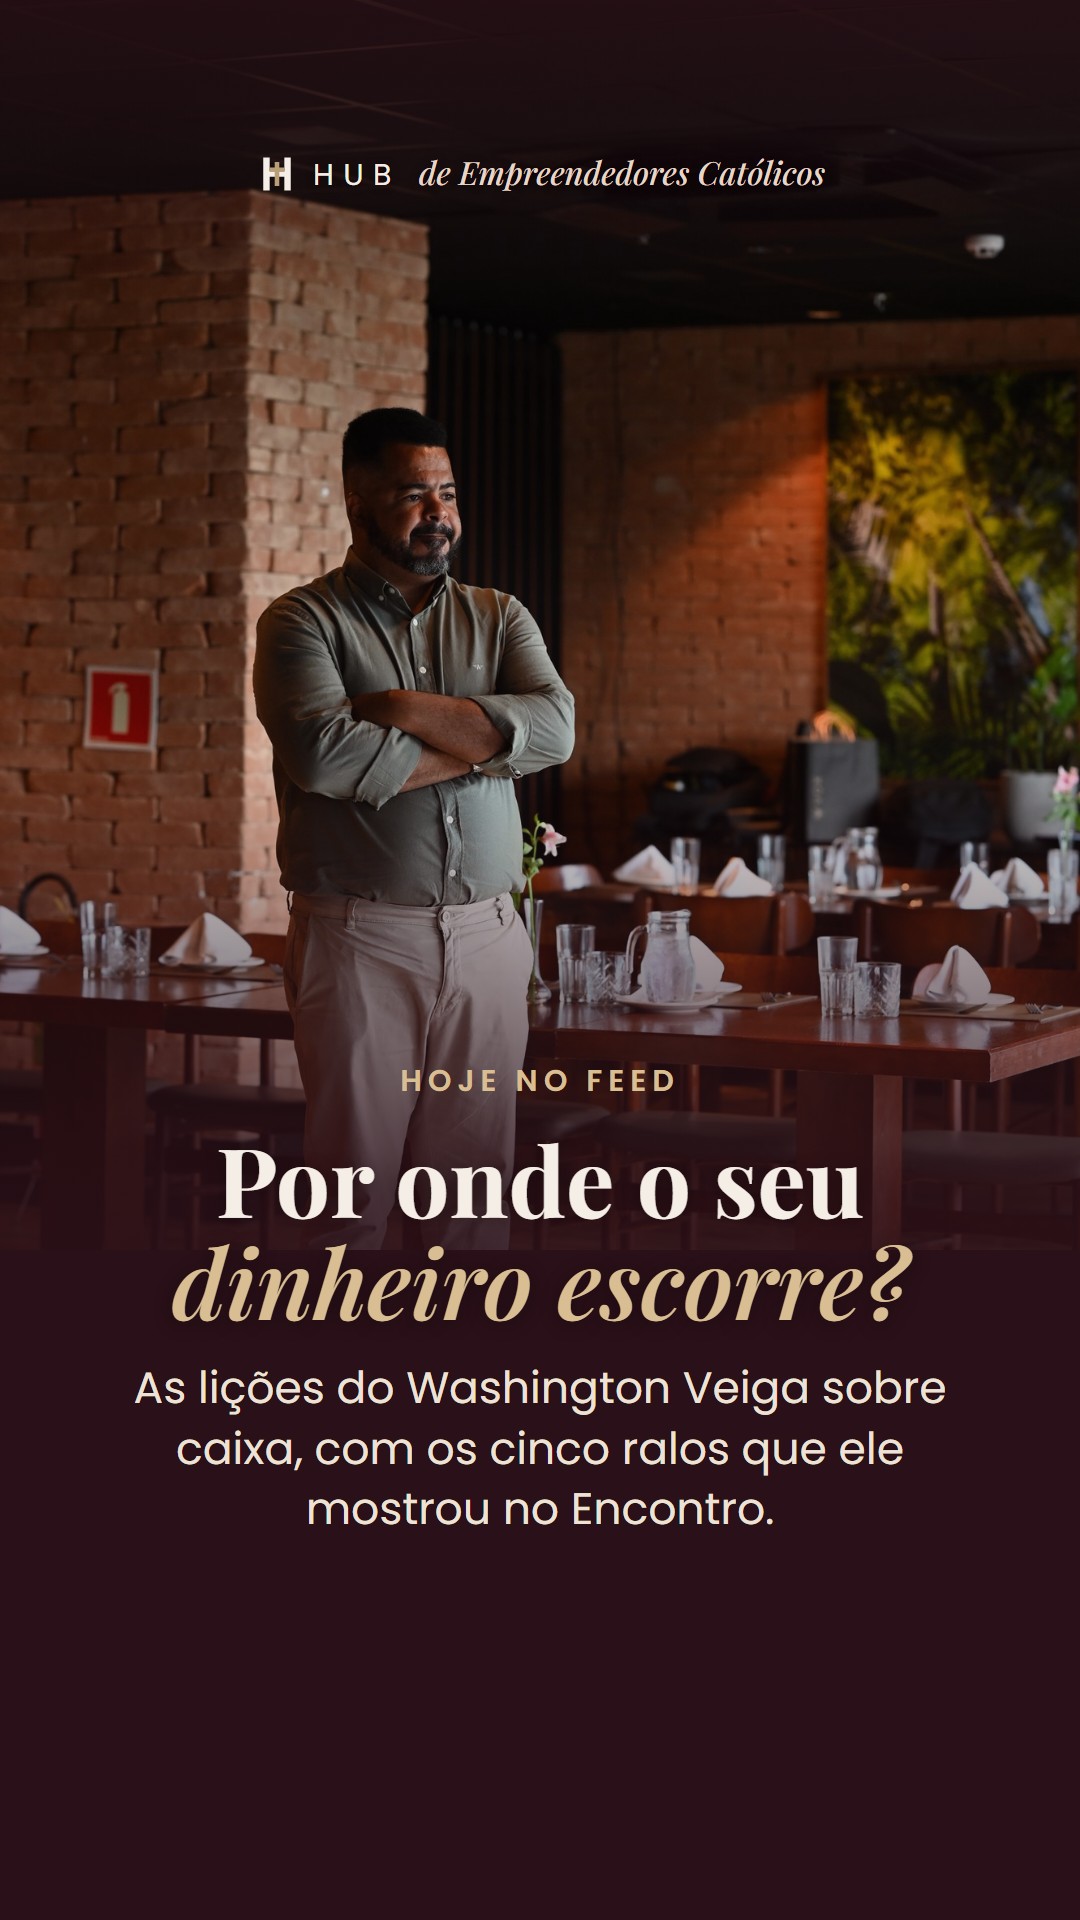 HUB de Empreendedores Católicos
HOJE NO FEED
Por onde o seu
dinheiro escorre?
As lições do Washington Veiga sobre
caixa, com os cinco ralos que ele
mostrou no Encontro.